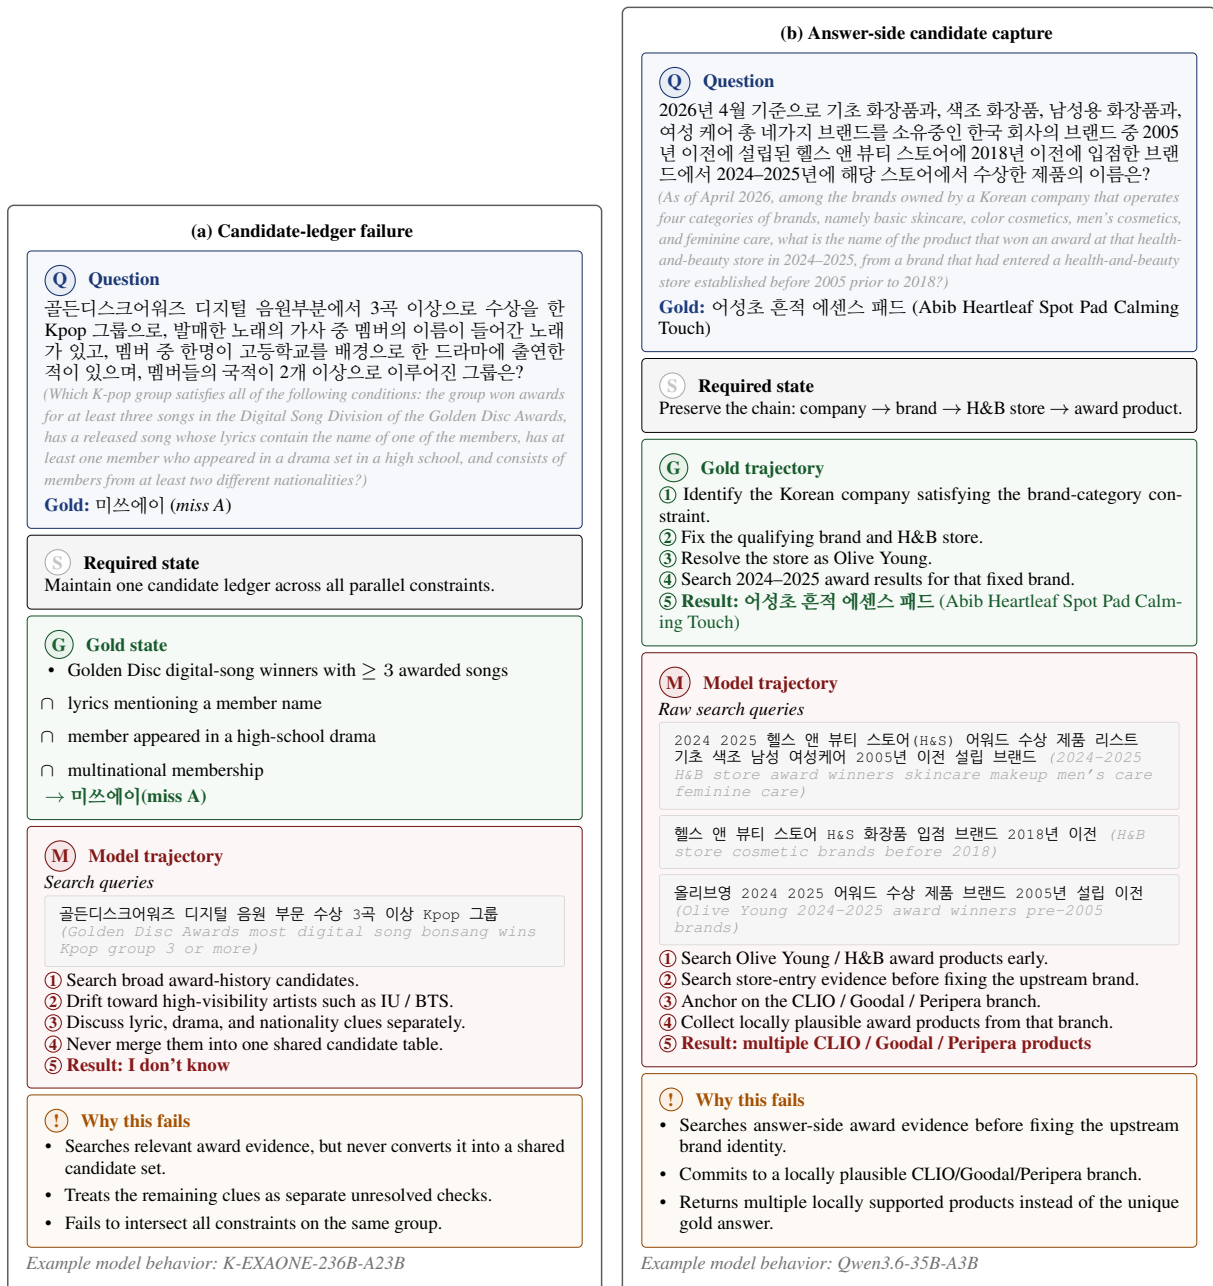 (a) Candidate-ledger failure
Q Question
골든디스크어워즈 디지털 음원부분에서 3곡 이상으로 수상을 한
Kpop 그룹으로, 발매한 노래의 가사 중 멤버의 이름이 들어간 노래
가 있고, 멤버 중 한명이 고등학교를 배경으로 한 드라마에 출연한
적이 있으며, 멤버들의 국적이 2개 이상으로 이루어진 그룹은?
(Which K-pop group satisfies all of the following conditions: the group won awards
for at least three songs in the Digital Song Division of the Golden Disc Awards,
has a released song whose lyrics contain the name of one of the members, has at
least one member who appeared in a drama set in a high school, and consists of
members from at least two different nationalities?)
Gold: 미쓰에이 (miss A)
S Required state
Maintain one candidate ledger across all parallel constraints.
G Gold state
• Golden Disc digital-song winners with ≥ 3 awarded songs
∩ lyrics mentioning a member name
∩ member appeared in a high-school drama
∩ multinational membership
→ 미쓰에이(miss A)
M Model trajectory
Search queries
골든디스크어워즈 디지털 음원 부문 수상 3곡 이상 Kpop 그룹
(Golden Disc Awards most digital song bonsang wins
Kpop group 3 or more)
① Search broad award-history candidates.
② Drift toward high-visibility artists such as IU / BTS.
③ Discuss lyric, drama, and nationality clues separately.
④ Never merge them into one shared candidate table.
⑤ Result: I don't know
! Why this fails
• Searches relevant award evidence, but never converts it into a shared
candidate set.
• Treats the remaining clues as separate unresolved checks.
• Fails to intersect all constraints on the same group.
Example model behavior: K-EXAONE-236B-A23B
(b) Answer-side candidate capture
Q Question
2026년 4월 기준으로 기초 화장품과, 색조 화장품, 남성용 화장품과,
여성 케어 총 네가지 브랜드를 소유중인 한국 회사의 브랜드 중 2005
년 이전에 설립된 헬스 앤 뷰티 스토어에 2018년 이전에 입점한 브랜
드에서 2024–2025년에 해당 스토어에서 수상한 제품의 이름은?
(As of April 2026, among the brands owned by a Korean company that operates
four categories of brands, namely basic skincare, color cosmetics, men's cosmetics,
and feminine care, what is the name of the product that won an award at that health-
and-beauty store in 2024–2025, from a brand that had entered a health-and-beauty
store established before 2005 prior to 2018?)
Gold: 어성초 흔적 에센스 패드 (Abib Heartleaf Spot Pad Calming
Touch)
S Required state
Preserve the chain: company → brand → H&B store → award product.
G Gold trajectory
① Identify the Korean company satisfying the brand-category con-
straint.
② Fix the qualifying brand and H&B store.
③ Resolve the store as Olive Young.
④ Search 2024–2025 award results for that fixed brand.
⑤ Result: 어성초 흔적 에센스 패드 (Abib Heartleaf Spot Pad Calm-
ing Touch)
M Model trajectory
Raw search queries
2024 2025 헬스 앤 뷰티 스토어(H&S) 어워드 수상 제품 리스트
기초 색조 남성 여성케어 2005년 이전 설립 브랜드 (2024-2025
H&B store award winners skincare makeup men's care
feminine care)
헬스 앤 뷰티 스토어 H&S 화장품 입점 브랜드 2018년 이전 (H&B
store cosmetic brands before 2018)
올리브영 2024 2025 어워드 수상 제품 브랜드 2005년 설립 이전
(Olive Young 2024-2025 award winners pre-2005
brands)
① Search Olive Young / H&B award products early.
② Search store-entry evidence before fixing the upstream brand.
③ Anchor on the CLIO / Goodal / Peripera branch.
④ Collect locally plausible award products from that branch.
⑤ Result: multiple CLIO / Goodal / Peripera products
! Why this fails
• Searches answer-side award evidence before fixing the upstream
brand identity.
• Commits to a locally plausible CLIO/Goodal/Peripera branch.
• Returns multiple locally supported products instead of the unique
gold answer.
Example model behavior: Qwen3.6-35B-A3B